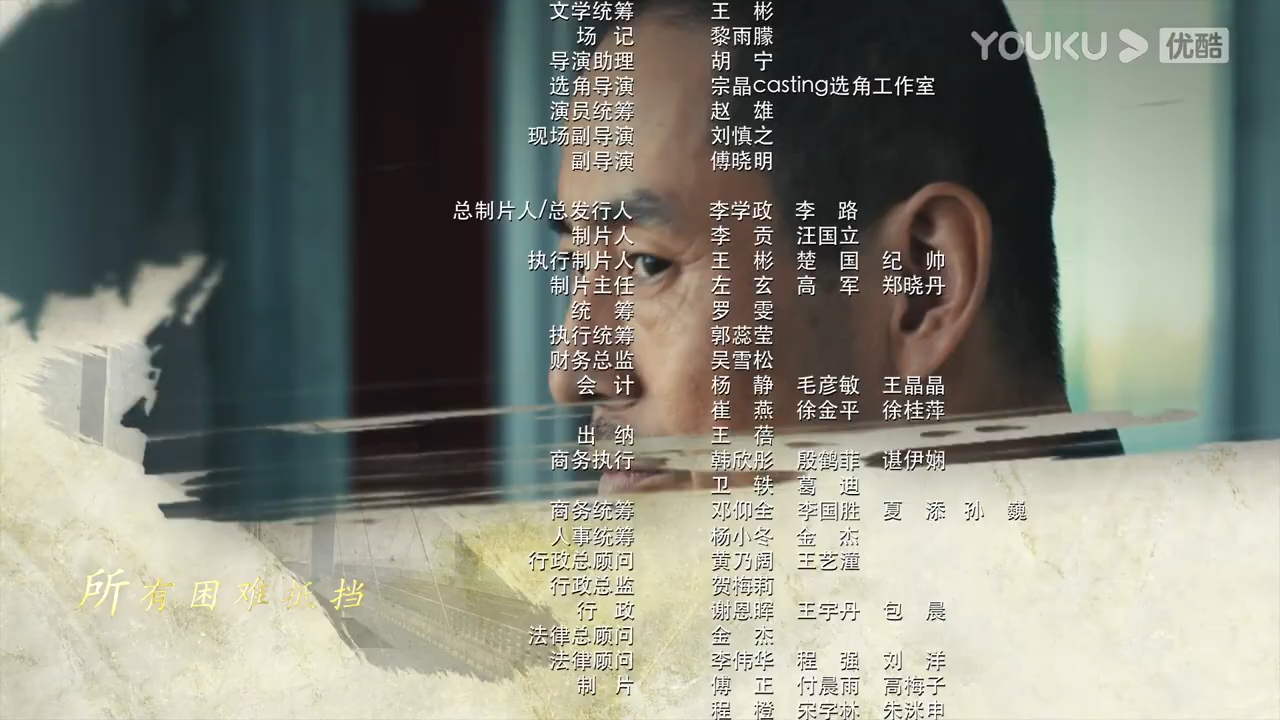 文学统筹 王 彬
YOUKU 优酷
场 记 黎雨朦
导演助理 胡 宁
选角导演 宗晶casting选角工作室
演员统筹 赵 雄
现场副导演 刘慎之
副导演 傅晓明
总制片人/总发行人 李学政 李 路
制片人 李 贡 汪国立
执行制片人 王 彬 楚 国 纪 帅
制片主任 左 玄 高 军 郑晓丹
统 筹 罗 雯
执行统筹 郭蕊莹
财务总监 吴雪松
会 计 杨 静 毛彦敏 王晶晶
崔 燕 徐金平 徐桂萍
出 纳 王 蓓
商务执行 韩欣彤 殷鹤菲 谌伊娴
卫 轶 葛 迪
商务统筹 邓仰全 李国胜 夏 添 孙 巍
人事统筹 杨小冬 金 杰
行政总顾问 黄乃阔 王艺潼
行政总监 贺梅莉
行 政 谢恩晖 王宇丹 包 晨
所有困难 挡
法律总顾问 金 杰
法律顾问 李伟华 程 强 刘 洋
制 片 傅 正 付晨雨 高梅子
程 橙 宋字林